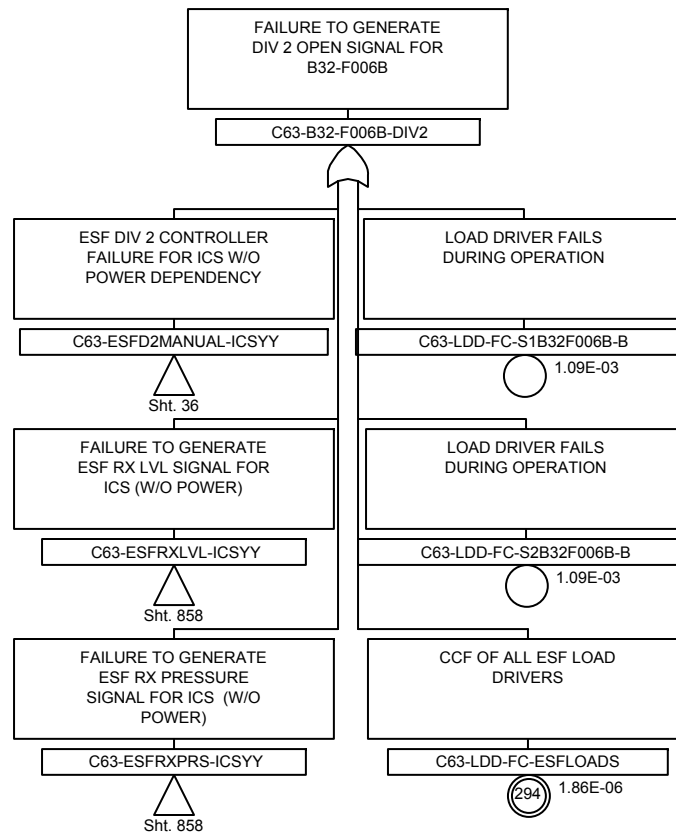 FAILURE TO GENERATE
DIV 2 OPEN SIGNAL FOR
B32-F006B
C63-B32-F006B-DIV2
ESF DIV 2 CONTROLLER
FAILURE FOR ICS W/O
POWER DEPENDENCY
C63-ESFD2MANUAL-ICSYY
Sht. 36
LOAD DRIVER FAILS
DURING OPERATION
C63-LDD-FC-S1B32F006B-B
1.09E-03
FAILURE TO GENERATE
ESF RX LVL SIGNAL FOR
ICS (W/O POWER)
C63-ESFRXLVL-ICSYY
Sht. 858
LOAD DRIVER FAILS
DURING OPERATION
C63-LDD-FC-S2B32F006B-B
1.09E-03
FAILURE TO GENERATE
ESF RX PRESSURE
SIGNAL FOR ICS (W/O
POWER)
C63-ESFRXPRS-ICSYY
Sht. 858
CCF OF ALL ESF LOAD
DRIVERS
C63-LDD-FC-ESFLOADS
294
1.86E-06